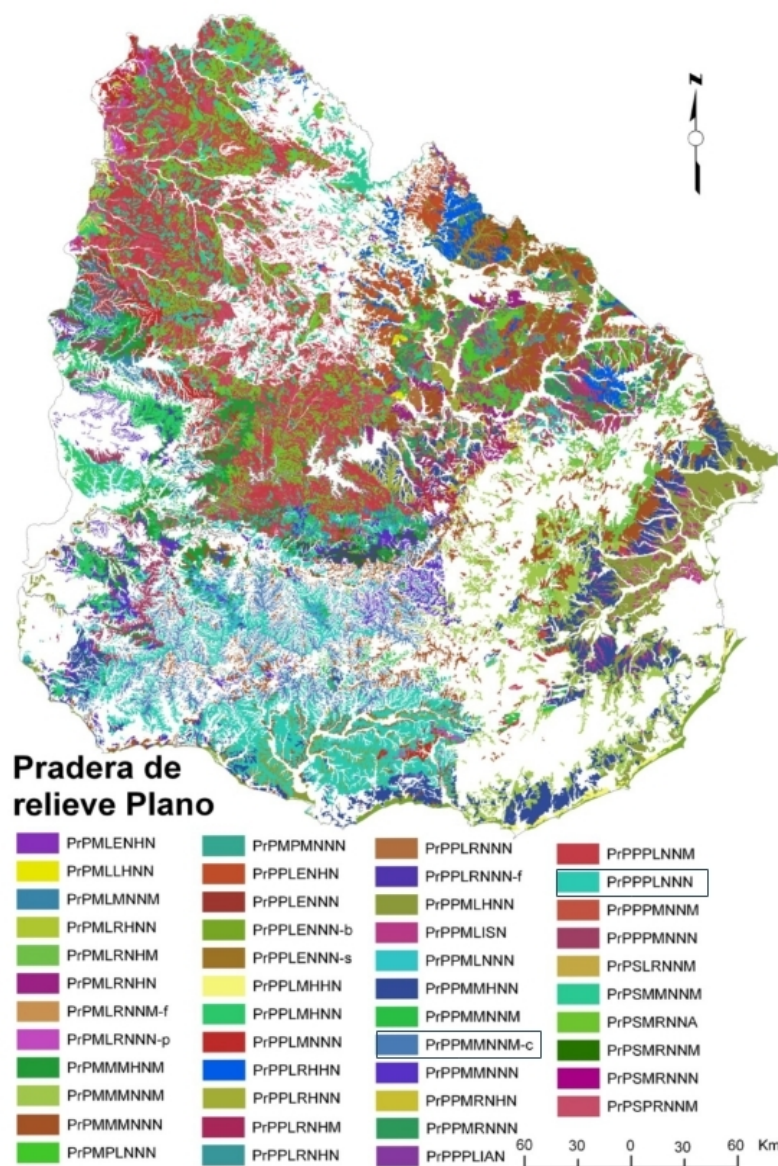 N
Pradera de
relieve Plano
PrPMLENHN
PrPMLLHNN
PrPMLMNNM
PrPMLRHNN
PrPMLRNHM
PrPMLRNHN
PrPMLRNNM-f
PrPMLRNNN-p
PrPMMMHNM
PrPMMMNNM
PrPMMMNNN
PrPMPLNNN
PrPMPMNNN
PrPPLENHN
PrPPLENNN
PrPPLENNN-b
PrPPLENNN-s
PrPPLMHHN
PrPPLMHNN
PrPPLMNNN
PrPPLRHHN
PrPPLRHNN
PrPPLRNHM
PrPPLRNHN
PrPPLRNNN
PrPPLRNNN-f
PrPPMLHNN
PrPPMLISN
PrPPMLNNN
PrPPMMHNN
PrPPMMNNM
PrPPMMNNM-c
PrPPMMNNN
PrPPMRNHN
PrPPMRNNN
PrPPPLIAN
PrPPPLNNM
PrPPPLNNN
PrPPPMNNM
PrPPPMNNN
PrPSLRNNM
PrPSMMNNM
PrPSMRNNA
PrPSMRNNM
PrPSMRNNN
PrPSPRNNM
60 30 0 30 60 Km